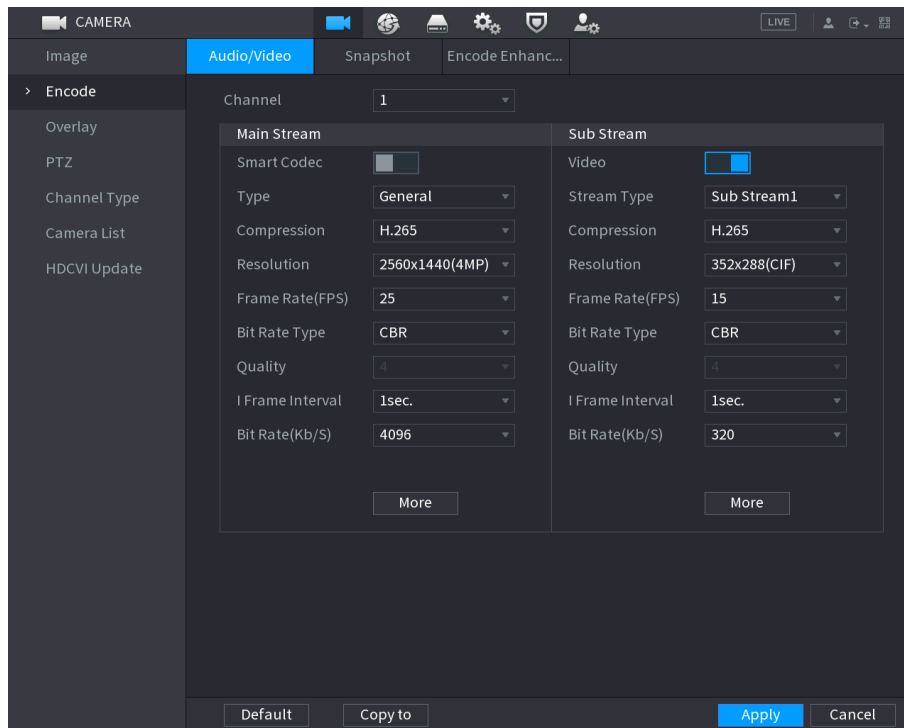 CAMERA LIVE
Image
Encode
Overlay
PTZ
Channel Type
Camera List
HDCVI Update
Audio/Video Snapshot Encode Enhanc...
Channel 1
Main Stream Sub Stream
Smart Codec Video
Type General Stream Type Sub Stream1
Compression H.265 Compression H.265
Resolution 2560x1440(4MP) Resolution 352x288(CIF)
Frame Rate(FPS) 25 Frame Rate(FPS) 15
Bit Rate Type CBR Bit Rate Type CBR
Quality 4 Quality 4
I Frame Interval 1sec. I Frame Interval 1sec.
Bit Rate(Kb/S) 4096 Bit Rate(Kb/S) 320
More More
Default Copy to Apply Cancel